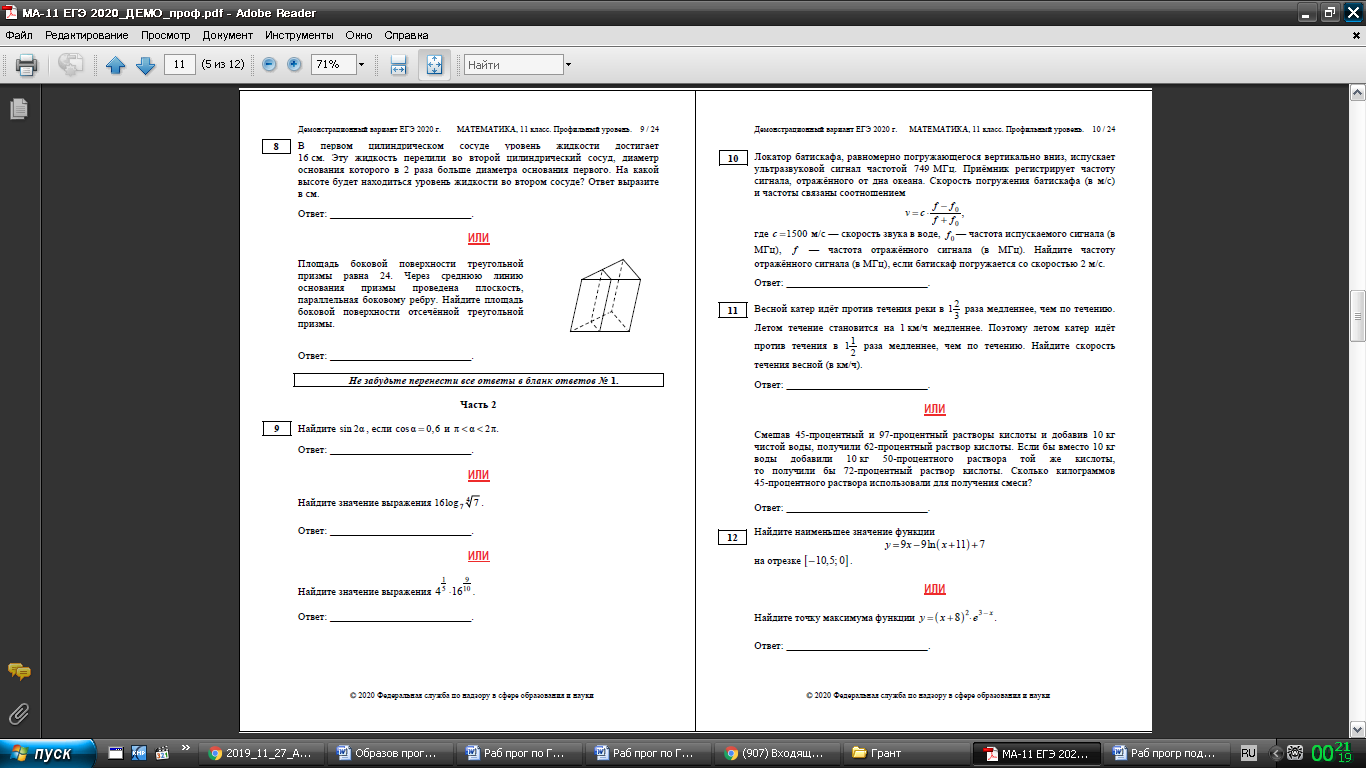 МА-11 ЕГЭ 2020_ДЕМО_проф.pdf - Adobe Reader
Файл Редактирование Просмотр Документ Инструменты Окно Справка
11 (5 из 12) 71% Найти
Демонстрационный вариант ЕГЭ 2020 г. МАТЕМАТИКА, 11 класс. Профильный уровень. 9 / 24
8
В первом цилиндрическом сосуде уровень жидкости достигает
16 см. Эту жидкость перелили во второй цилиндрический сосуд, диаметр
основания которого в 2 раза больше диаметра основания первого. На какой
высоте будет находиться уровень жидкости во втором сосуде? Ответ выразите
в см.
Ответ: ___________________________.
ИЛИ
Площадь боковой поверхности треугольной
призмы равна 24. Через среднюю линию
основания призмы проведена плоскость,
параллельная боковому ребру. Найдите площадь
боковой поверхности отсечённой треугольной
призмы.
Ответ: ___________________________.
Не забудьте перенести все ответы в бланк ответов № 1.
Часть 2
9
Найдите sin 2α, если cos α = 0,6 и π < α < 2π.
Ответ: ___________________________.
ИЛИ
Найдите значение выражения 16log₇ ∜7.
Ответ: ___________________________.
ИЛИ
Найдите значение выражения 4^(1/5) · 16^(9/10).
Ответ: ___________________________.
© 2020 Федеральная служба по надзору в сфере образования и науки
Демонстрационный вариант ЕГЭ 2020 г. МАТЕМАТИКА, 11 класс. Профильный уровень. 10 / 24
10
Локатор батискафа, равномерно погружающегося вертикально вниз, испускает
ультразвуковой сигнал частотой 749 МГц. Приёмник регистрирует частоту
сигнала, отражённого от дна океана. Скорость погружения батискафа (в м/с)
и частоты связаны соотношением
v = c · (f − f₀)/(f + f₀),
где c = 1500 м/с — скорость звука в воде, f₀ — частота испускаемого сигнала (в
МГц), f — частота отражённого сигнала (в МГц). Найдите частоту
отражённого сигнала (в МГц), если батискаф погружается со скоростью 2 м/с.
Ответ: ___________________________.
11
Весной катер идёт против течения реки в 1 2/3 раза медленнее, чем по течению.
Летом течение становится на 1 км/ч медленнее. Поэтому летом катер идёт
против течения в 1 1/2 раза медленнее, чем по течению. Найдите скорость
течения весной (в км/ч).
Ответ: ___________________________.
ИЛИ
Смешав 45-процентный и 97-процентный растворы кислоты и добавив 10 кг
чистой воды, получили 62-процентный раствор кислоты. Если бы вместо 10 кг
воды добавили 10 кг 50-процентного раствора той же кислоты,
то получили бы 72-процентный раствор кислоты. Сколько килограммов
45-процентного раствора использовали для получения смеси?
Ответ: ___________________________.
12
Найдите наименьшее значение функции
y = 9x − 9ln(x + 11) + 7
на отрезке [−10,5; 0].
ИЛИ
Найдите точку максимума функции y = (x + 8)² · e^(3−x).
Ответ: ___________________________.
© 2020 Федеральная служба по надзору в сфере образования и науки
пуск 2019_11_27_А... Образов прог... Раб прог по Г... Раб прог по Г... (907) Входящ... Грант МА-11 ЕГЭ 202... Раб прогр под... RU 00 21 19